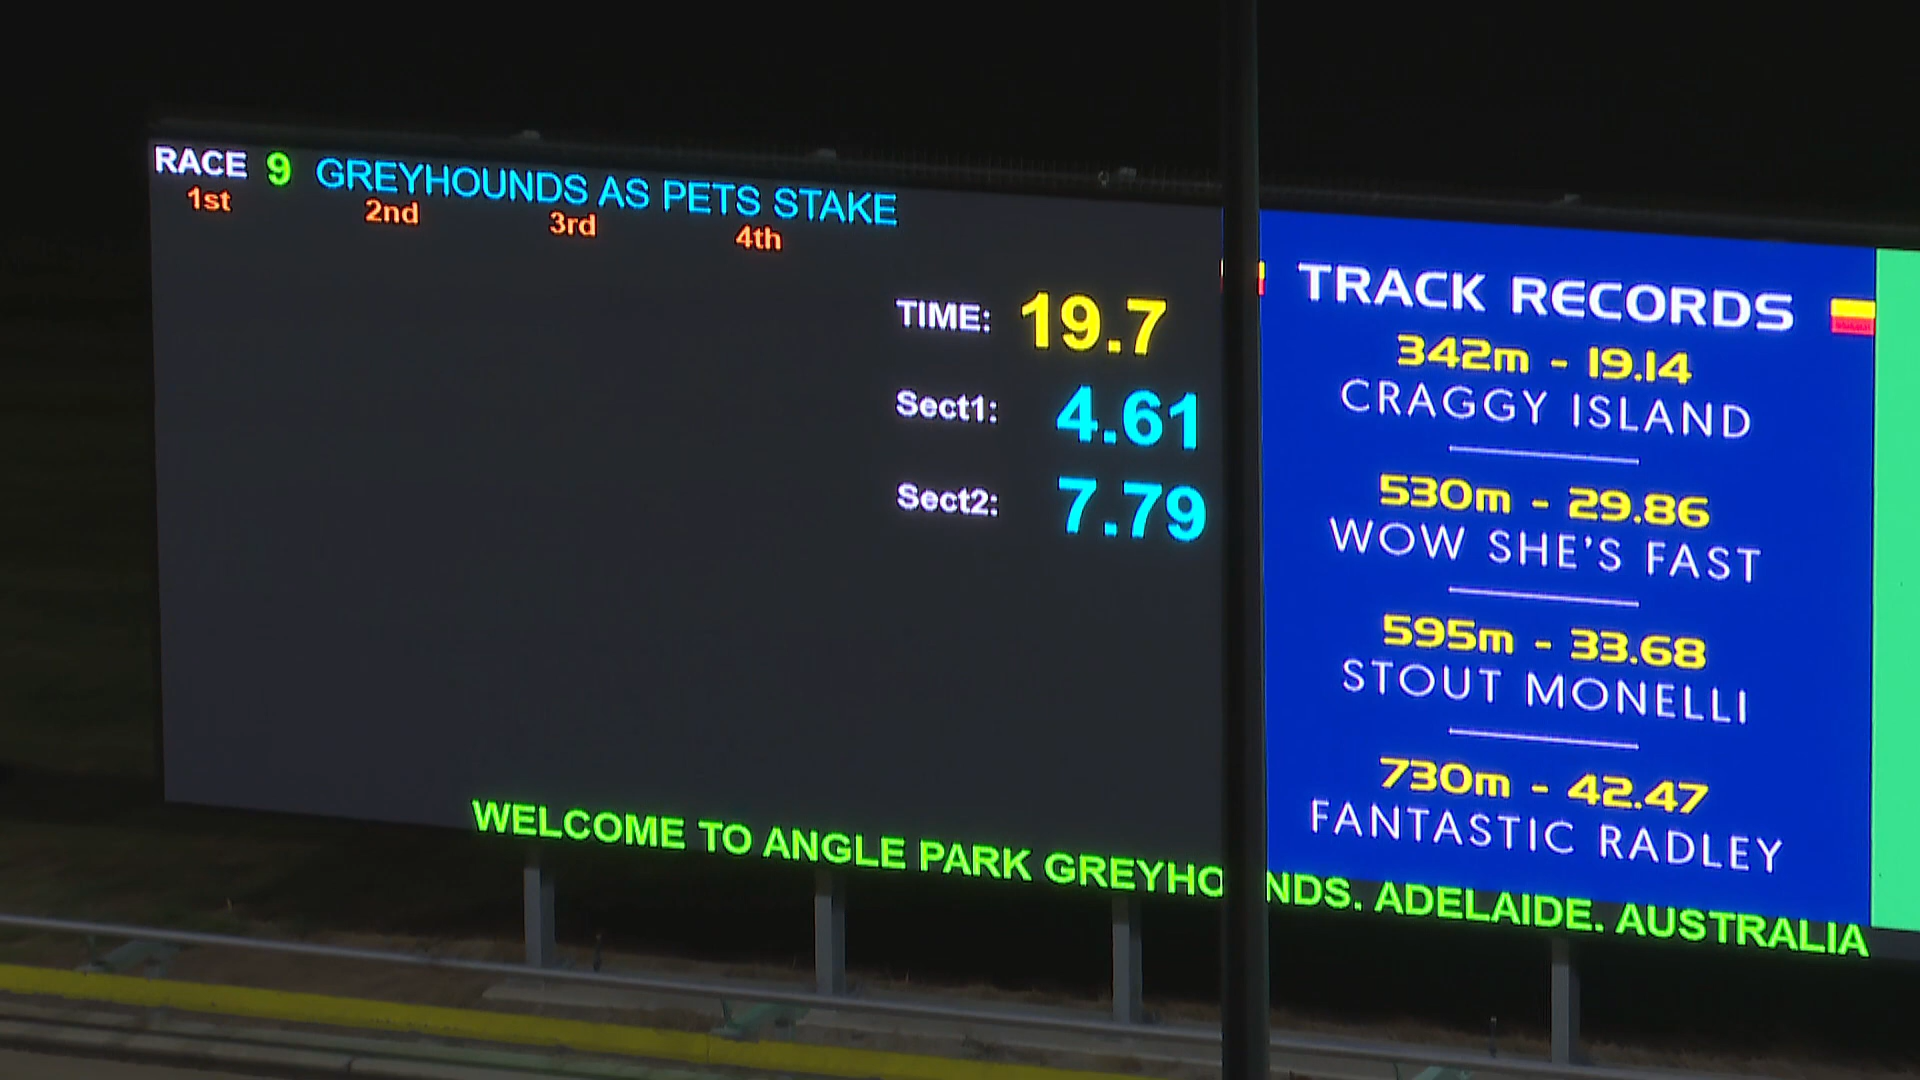 RACE 9 GREYHOUNDS AS PETS STAKE
1st 2nd 3rd 4th
TIME: 19.7
Sect1: 4.61
Sect2: 7.79
TRACK RECORDS
342m - 19.14
CRAGGY ISLAND
530m - 29.86
WOW SHE'S FAST
595m - 33.68
STOUT MONELLI
730m - 42.47
FANTASTIC RADLEY
WELCOME TO ANGLE PARK GREYHO NDS. ADELAIDE. AUSTRALIA